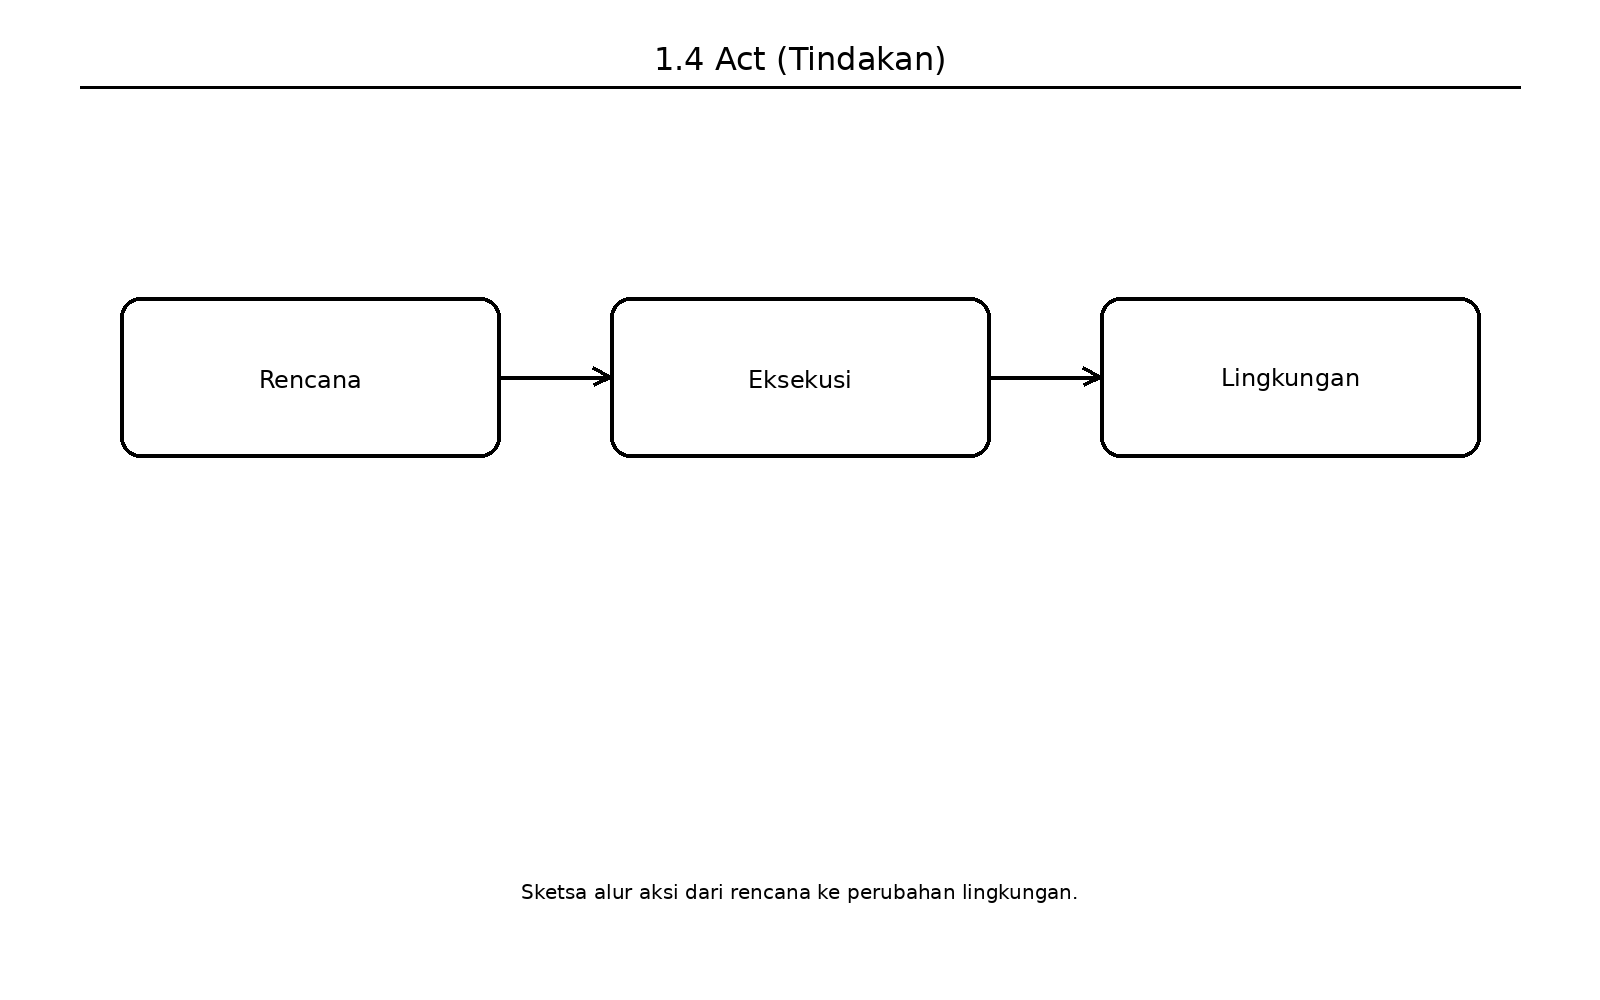 1.4 Act (Tindakan)
Rencana
Eksekusi
Lingkungan
Sketsa alur aksi dari rencana ke perubahan lingkungan.